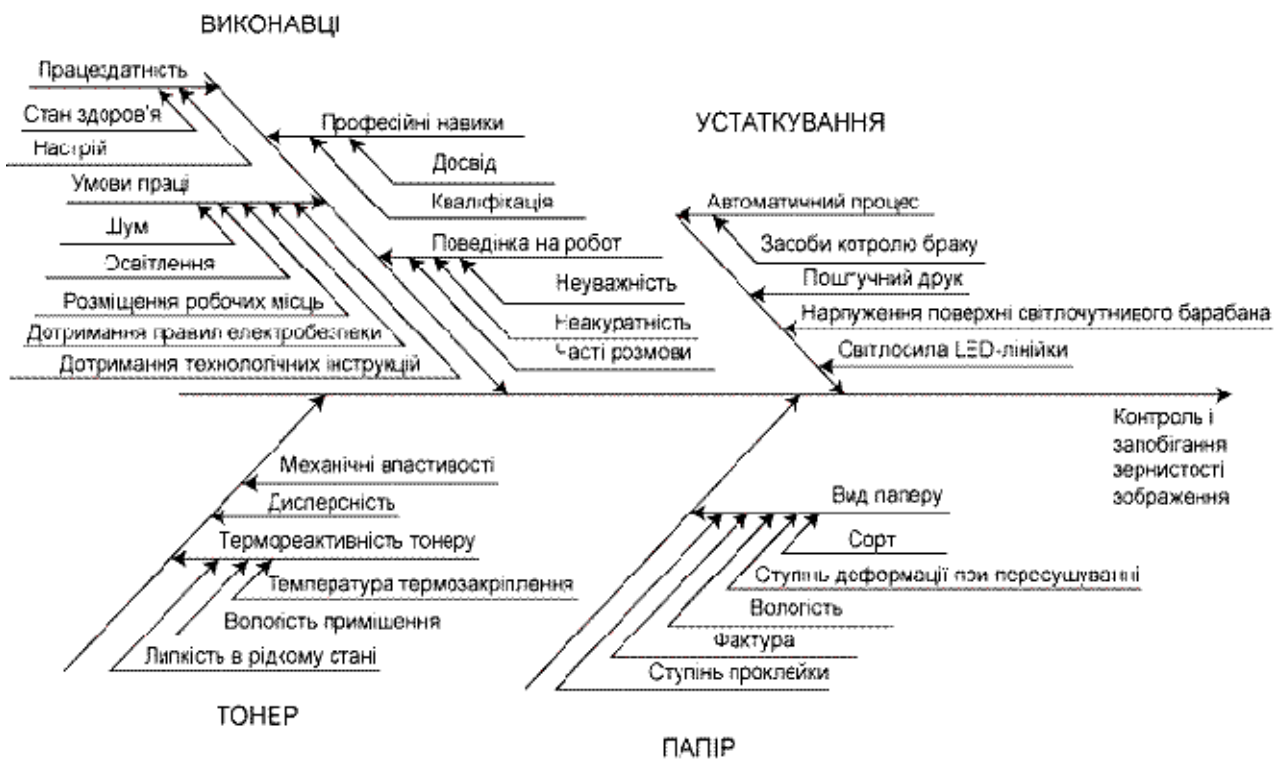 ВИКОНАВЦІ
Працездатність
Стан здоров'я
Настрій
Умови праці
Шум
Освітлення
Розміщення робочих місць
Дотримання правил електробезпеки
Дотримання технологічних інструкцій
Професійні навики
Досвід
Кваліфікація
Поведінка на робот
Неуважність
Неакуратність
Часті розмови
УСТАТКУВАННЯ
Автоматичний процес
Засоби котролю браку
Поштучний друк
Напруження поверхні світлочутливого барабана
Світлосила LED-лінійки
Контроль і
запобігання
зернистості
зображення
Механічні впастивості
Дисперсність
Термореактивність тонеру
Температура термозакріплення
Вологість приміщення
Липкість в рідкому стані
ТОНЕР
Вид паперу
Сорт
Ступінь деформації при пересушуванні
Вологість
Фактура
Ступінь проклейки
ПАПІР